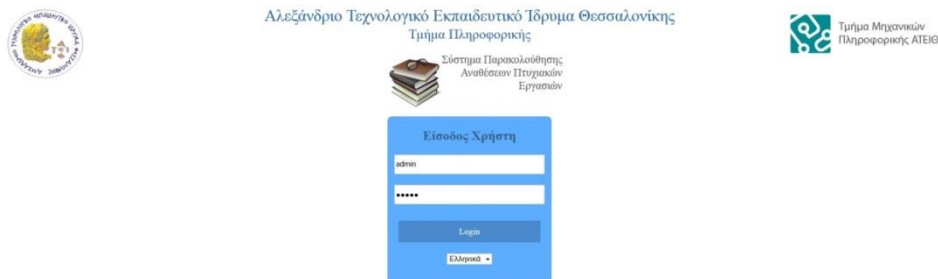 Αλεξάνδριο Τεχνολογικό Εκπαιδευτικό Ίδρυμα Θεσσαλονίκης
Τμήμα Πληροφορικής
Τμήμα Μηχανικών
Πληροφορικής ΑΤΕΙΘ
Σύστημα Παρακολούθησης
Αναθέσεων Πτυχιακών
Εργασιών
Είσοδος Χρήστη
admin
•••••
Login
Ελληνικά